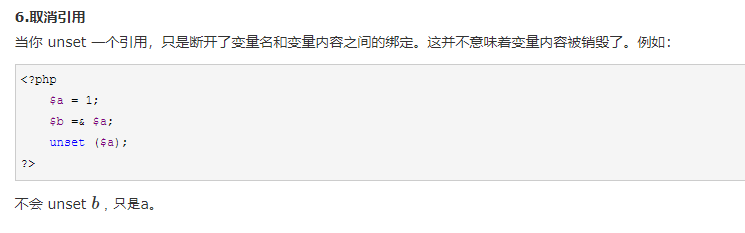 6.取消引用
当你 unset 一个引用，只是断开了变量名和变量内容之间的绑定。这并不意味着变量内容被销毁了。例如：
<?php
    $a = 1;
    $b =& $a;
    unset ($a);
?>
不会 unset b，只是a。